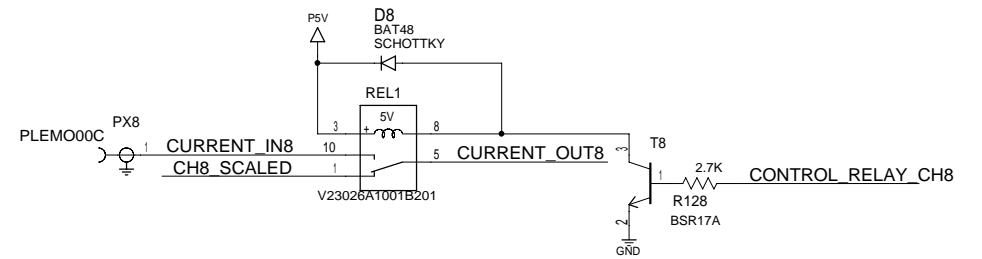 P5V
D8
BAT48
SCHOTTKY
REL1
5V
3
+
8
PLEMO00C
PX8
1
CURRENT_IN8
10
5
CURRENT_OUT8
CH8_SCALED
1
V23026A1001B201
3
T8
2.7K
1
CONTROL_RELAY_CH8
R128
BSR17A
2
GND